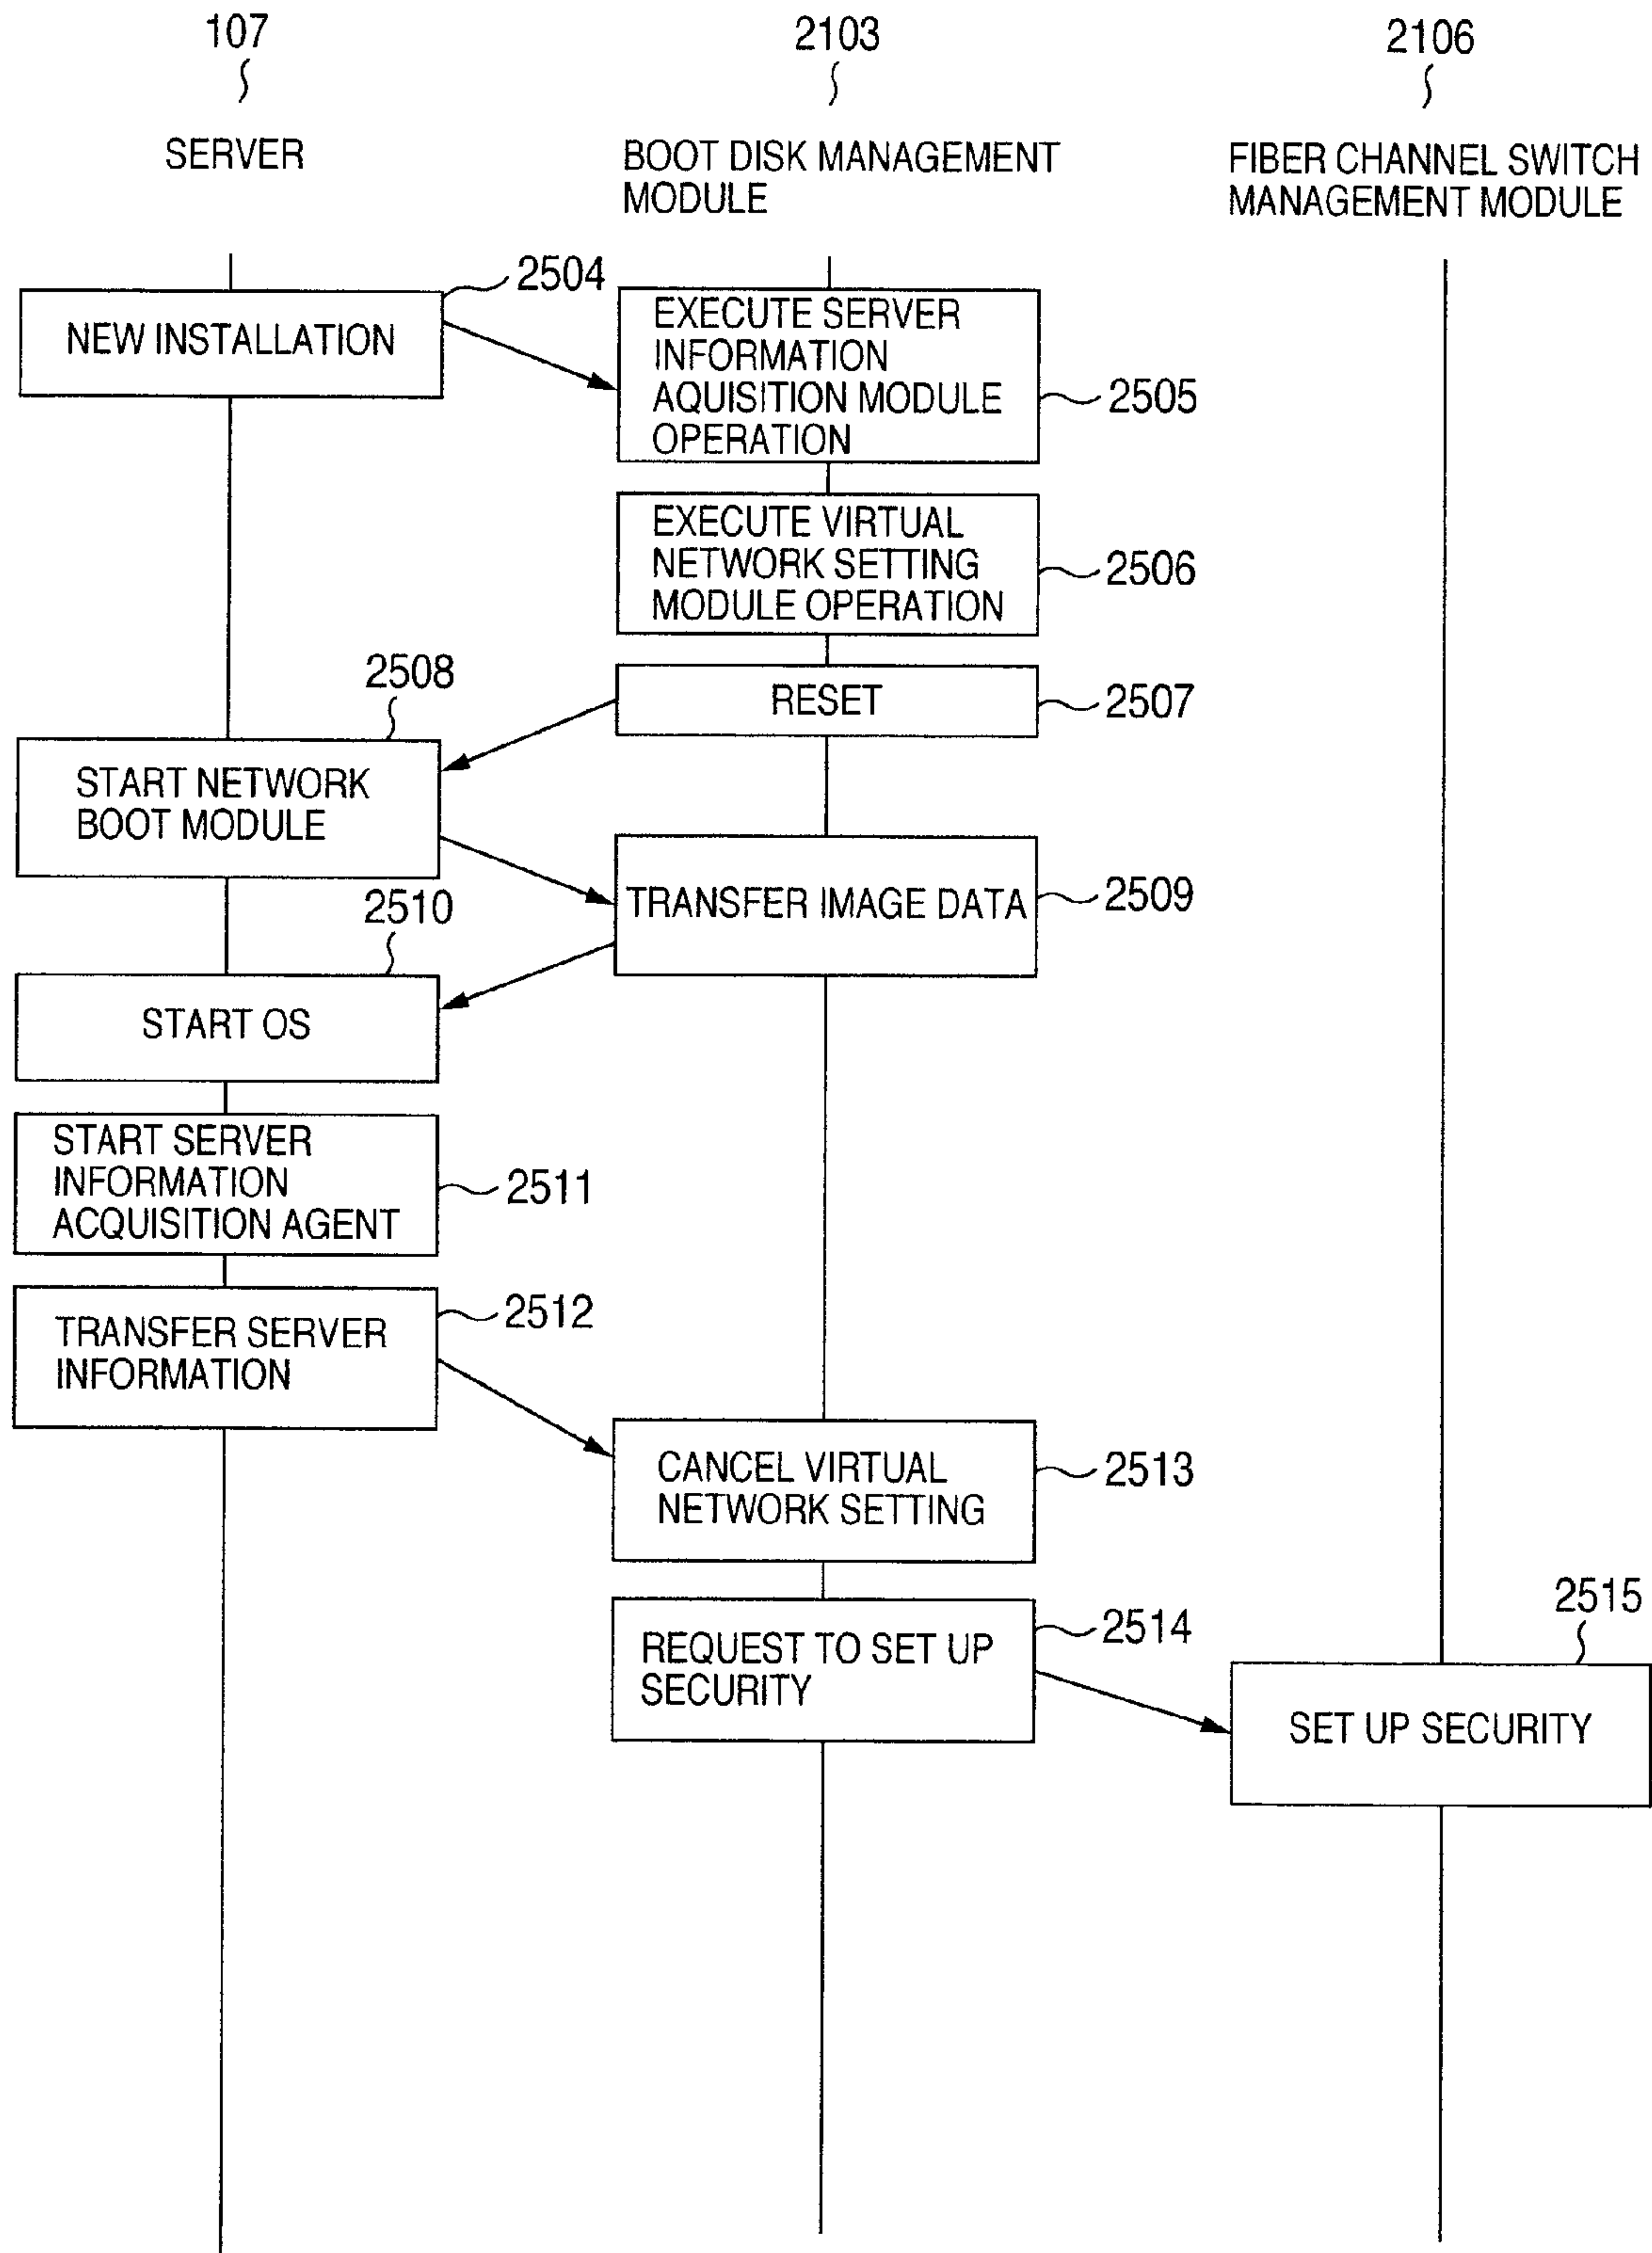 107
2103
2106
SERVER
BOOT DISK MANAGEMENT
MODULE
FIBER CHANNEL SWITCH
MANAGEMENT MODULE
2504
NEW INSTALLATION
EXECUTE SERVER
INFORMATION
AQUISITION MODULE
OPERATION
2505
EXECUTE VIRTUAL
NETWORK SETTING
MODULE OPERATION
2506
RESET
2507
2508
START NETWORK
BOOT MODULE
TRANSFER IMAGE DATA
2509
2510
START OS
START SERVER
INFORMATION
ACQUISITION AGENT
2511
TRANSFER SERVER
INFORMATION
2512
CANCEL VIRTUAL
NETWORK SETTING
2513
REQUEST TO SET UP
SECURITY
2514
2515
SET UP SECURITY